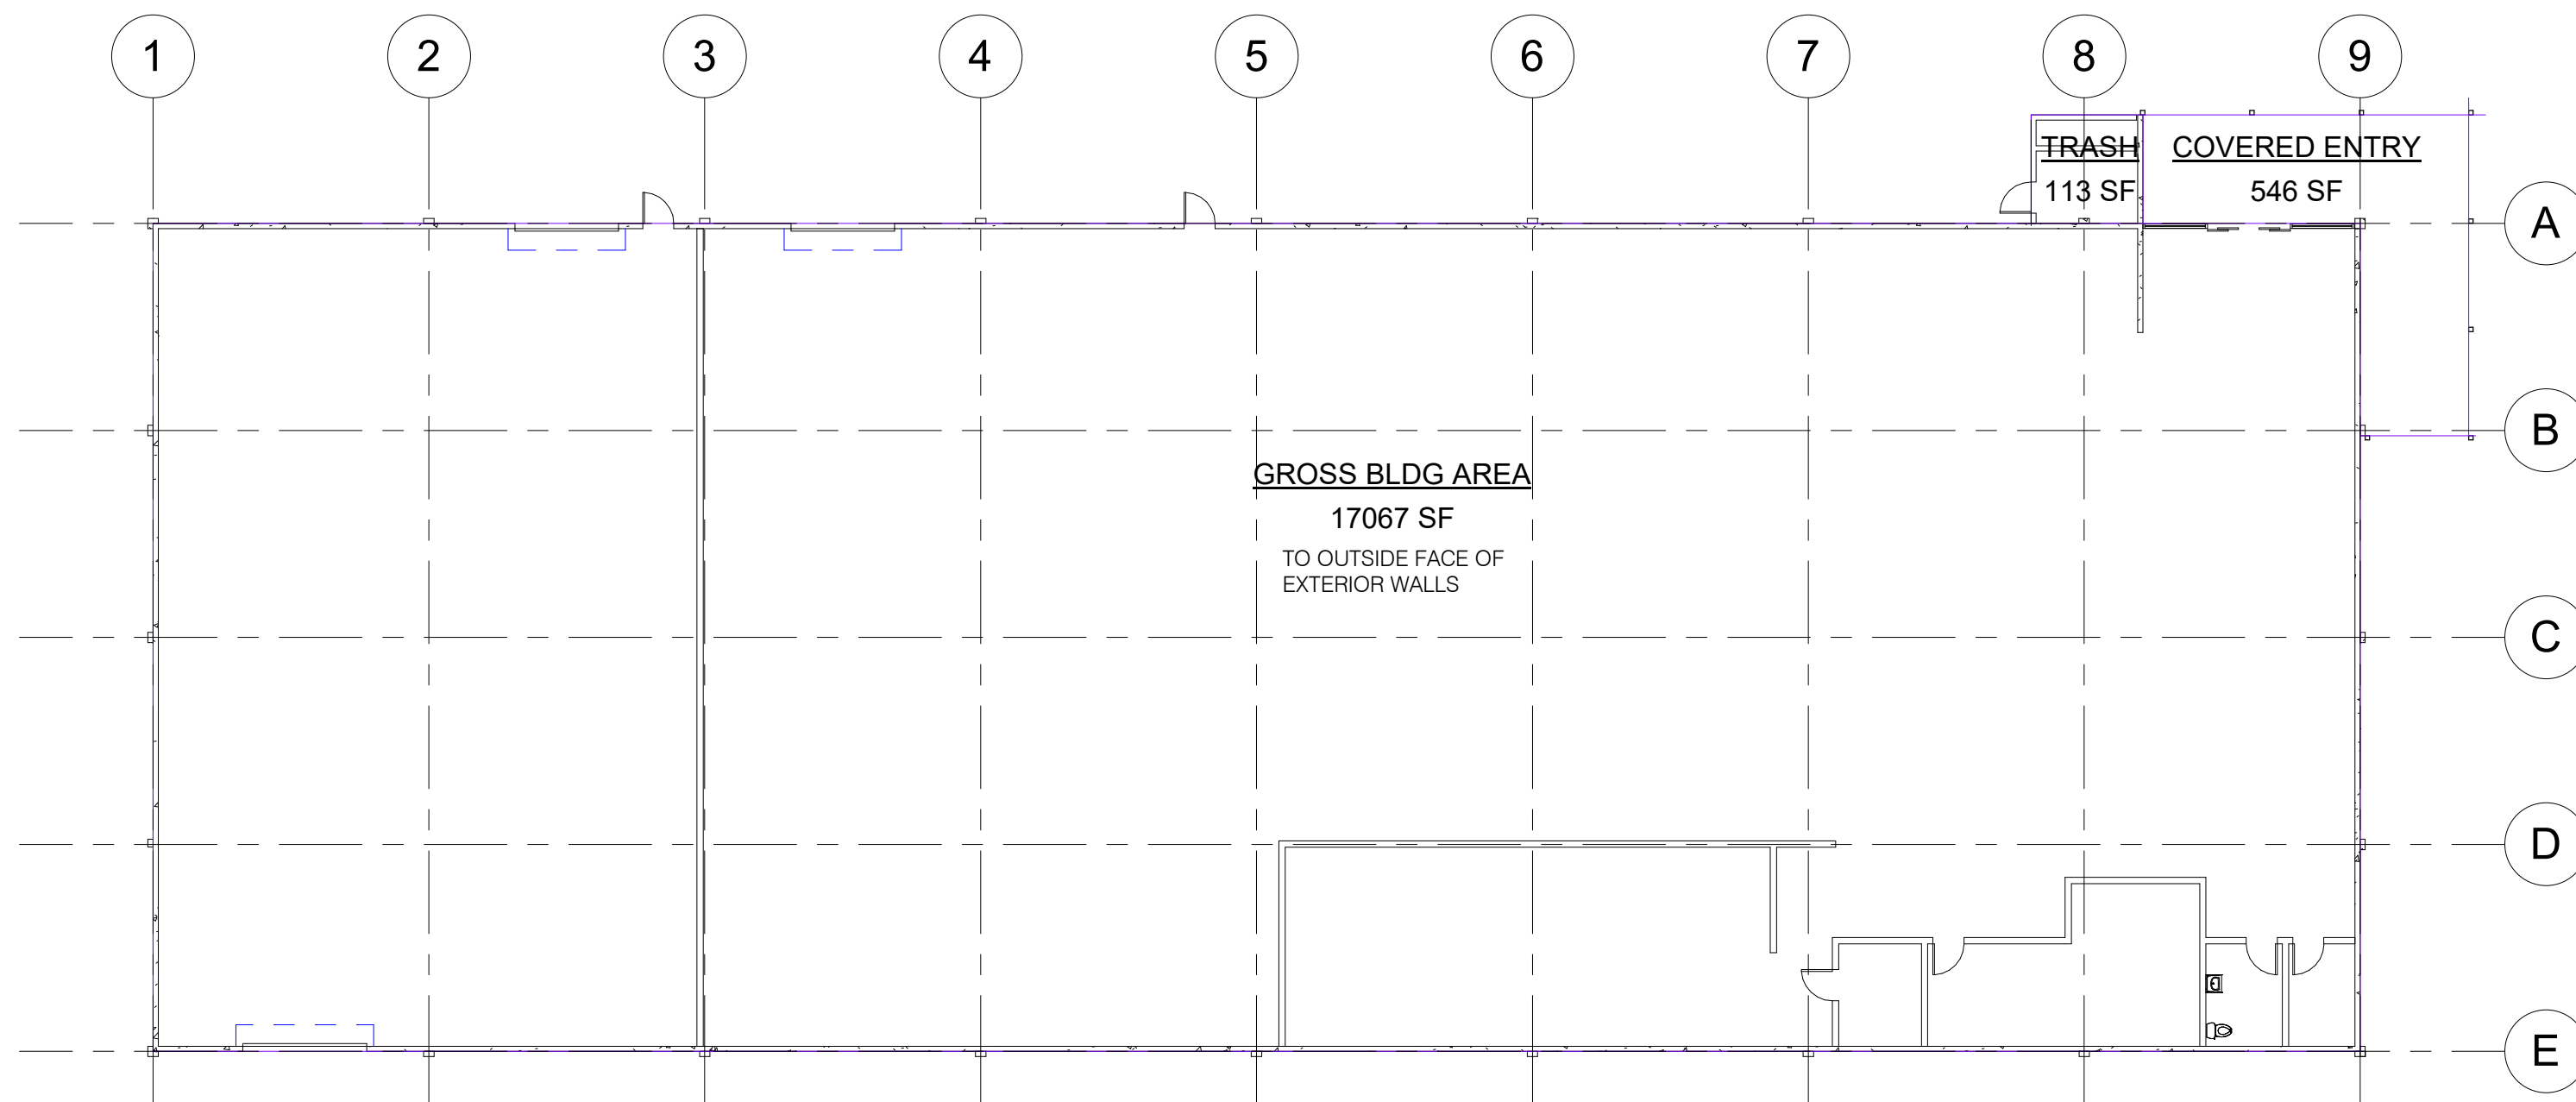 1 2 3 4 5 6 7 8 9
TRASH COVERED ENTRY
113 SF 546 SF
A
B
GROSS BLDG AREA
17067 SF
TO OUTSIDE FACE OF
EXTERIOR WALLS
C
D
E